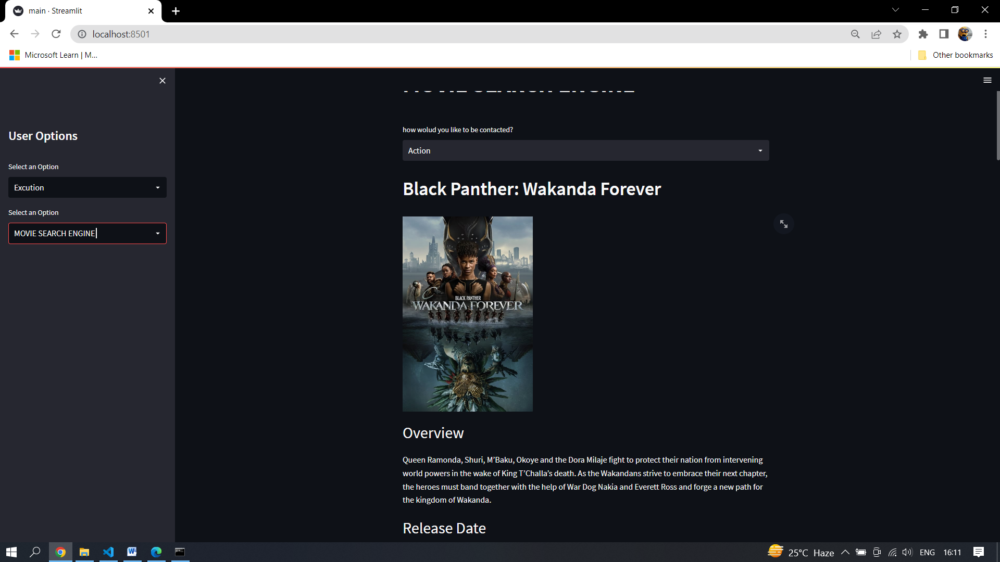 main · Streamlit
localhost:8501
Microsoft Learn | M...
Other bookmarks
MOVIE SEARCH ENGINE
User Options
Select an Option
Excution
Select an Option
MOVIE SEARCH ENGINE
how wolud you like to be contacted?
Action
Black Panther: Wakanda Forever
BLACK PANTHER
WAKANDA FOREVER
Overview
Queen Ramonda, Shuri, M’Baku, Okoye and the Dora Milaje fight to protect their nation from intervening
world powers in the wake of King T’Challa’s death. As the Wakandans strive to embrace their next chapter,
the heroes must band together with the help of War Dog Nakia and Everett Ross and forge a new path for
the kingdom of Wakanda.
Release Date
25°C Haze
ENG
16:11